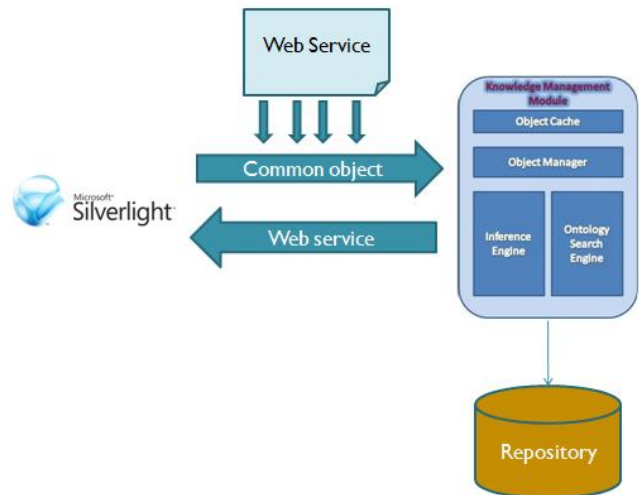 Web Service
Knowledge Management
Module
Object Cache
Common object
Object Manager
Microsoft
Silverlight
Web service
Inference
Engine
Ontology
Search
Engine
Repository